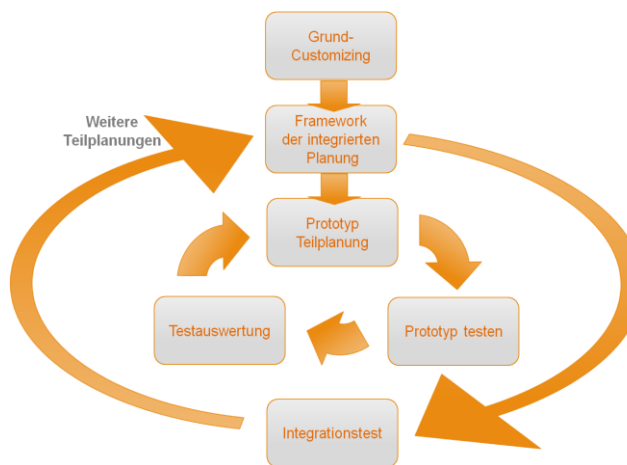 Grund-
Customizing
Weitere
Teilplanungen
Framework
der integrierten
Planung
Prototyp
Teilplanung
Testauswertung
Prototyp testen
Integrationstest